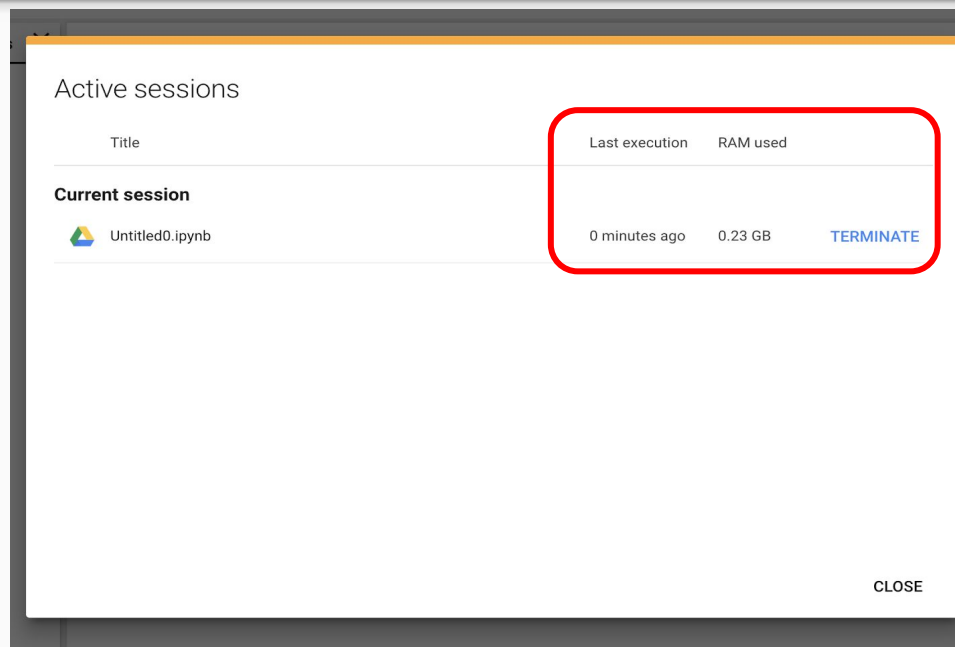 Active sessions
Title Last execution RAM used
Current session
Untitled0.ipynb 0 minutes ago 0.23 GB TERMINATE
CLOSE